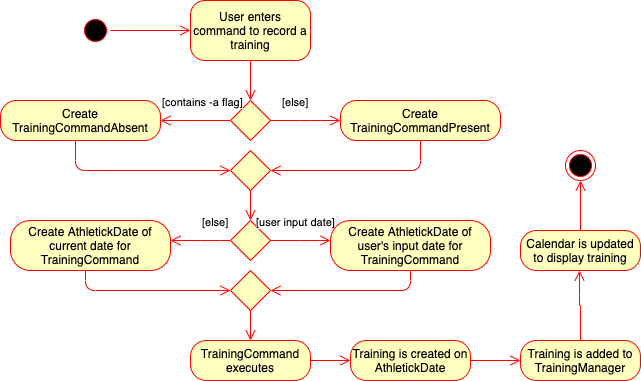 User enters
command to record a
training
[contains -a flag]
[else]
Create
TrainingCommandAbsent
Create
TrainingCommandPresent
[else]
[user input date]
Create AthletickDate of
current date for
TrainingCommand
Create AthletickDate of
user's input date for
TrainingCommand
Calendar is updated
to display training
TrainingCommand
executes
Training is created on
AthletickDate
Training is added to
TrainingManager